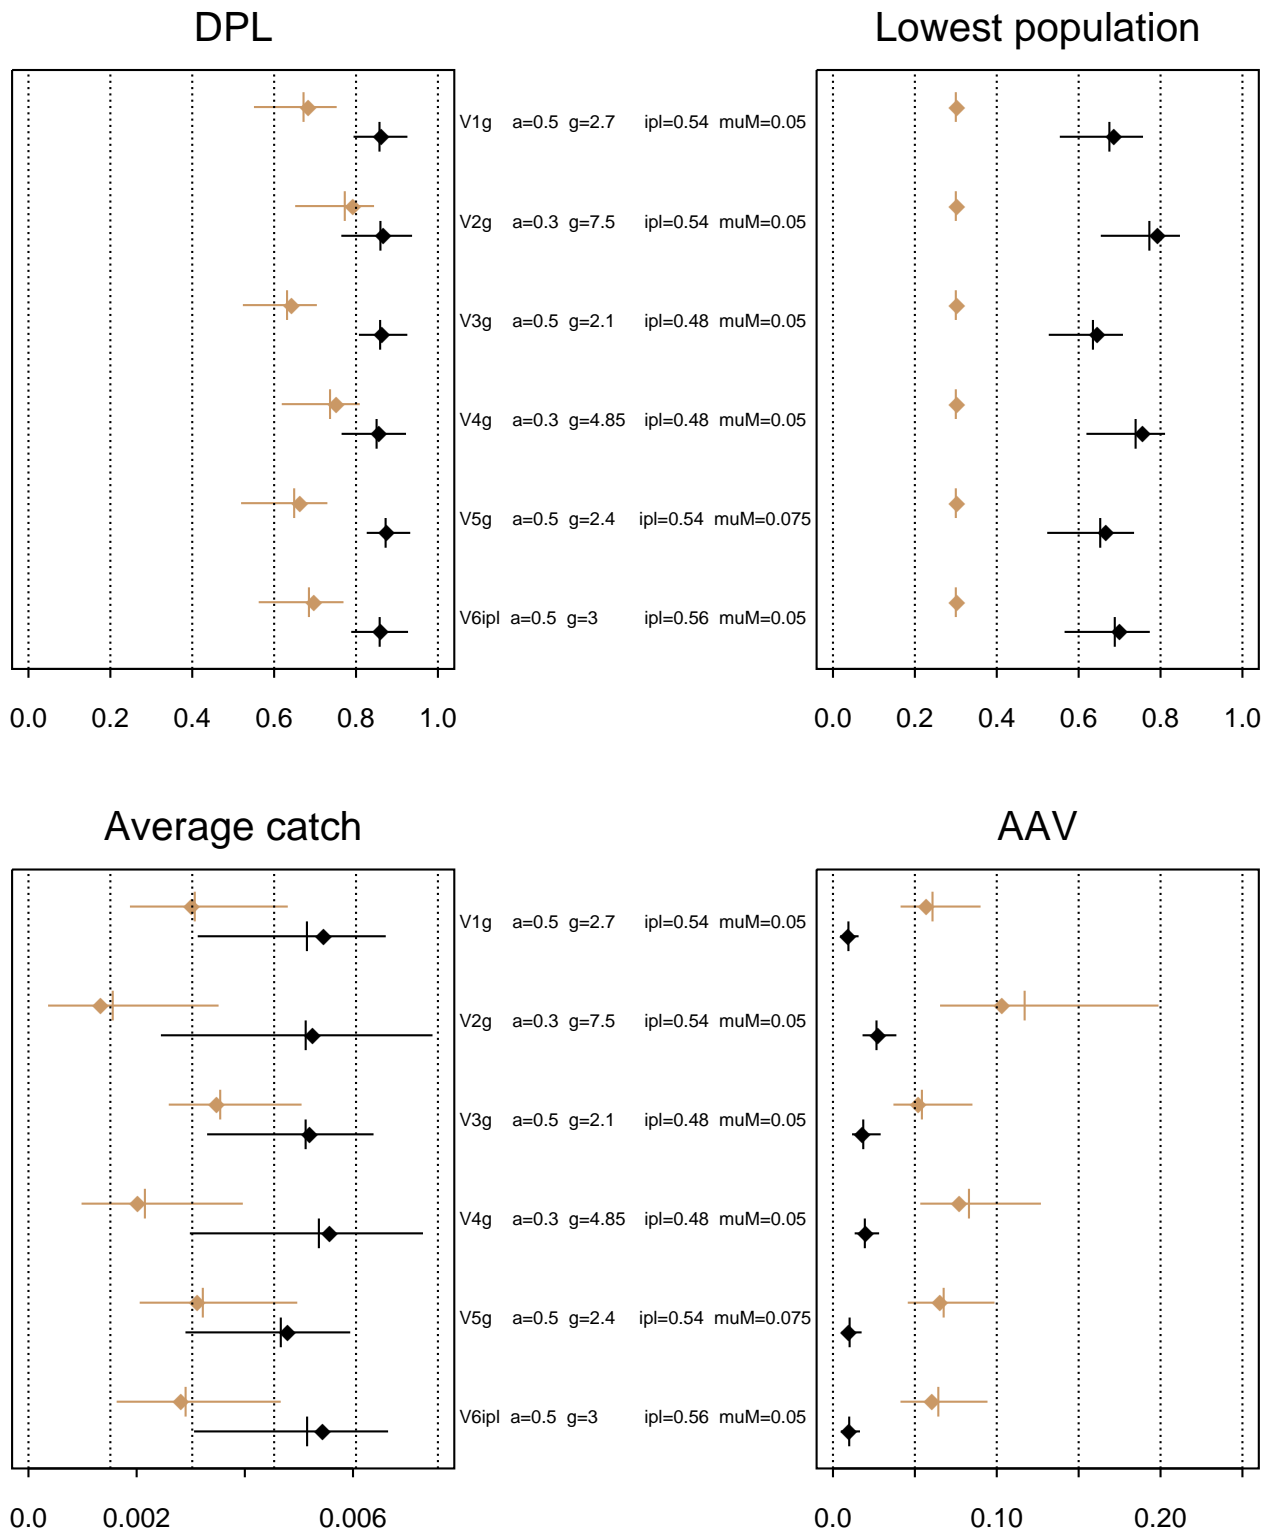 DPL
Lowest population
V1g a=0.5 g=2.7 ipl=0.54 muM=0.05
V2g a=0.3 g=7.5 ipl=0.54 muM=0.05
V3g a=0.5 g=2.1 ipl=0.48 muM=0.05
V4g a=0.3 g=4.85 ipl=0.48 muM=0.05
V5g a=0.5 g=2.4 ipl=0.54 muM=0.075
V6ipl a=0.5 g=3 ipl=0.56 muM=0.05
0.0 0.2 0.4 0.6 0.8 1.0
0.0 0.2 0.4 0.6 0.8 1.0
Average catch
AAV
V1g a=0.5 g=2.7 ipl=0.54 muM=0.05
V2g a=0.3 g=7.5 ipl=0.54 muM=0.05
V3g a=0.5 g=2.1 ipl=0.48 muM=0.05
V4g a=0.3 g=4.85 ipl=0.48 muM=0.05
V5g a=0.5 g=2.4 ipl=0.54 muM=0.075
V6ipl a=0.5 g=3 ipl=0.56 muM=0.05
0.0 0.002 0.006
0.0 0.10 0.20